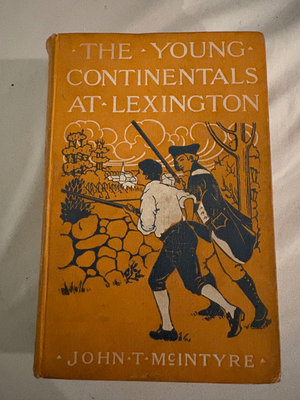 · THE · YOUNG ·
CONTINENTALS
AT · LEXINGTON
· JOHN · T · McINTYRE ·